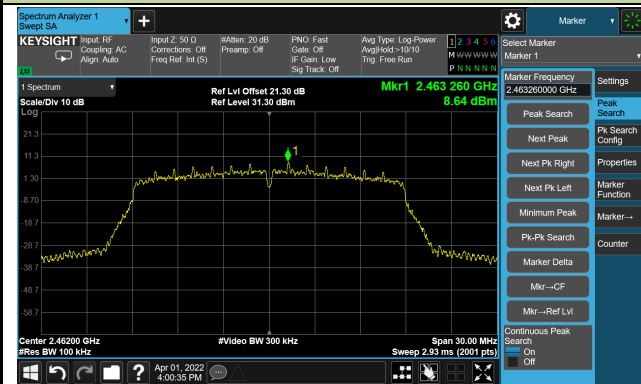 Spectrum Analyzer 1
Swept SA
Marker
KEYSIGHT Input: RF
Coupling: AC
Align: Auto
Input Z: 50 Ω
Corrections: Off
Freq Ref: Int (S)
#Atten: 20 dB
Preamp: Off
PNO: Fast
Gate: Off
IF Gain: Low
Sig Track: Off
Avg Type: Log-Power
Avg|Hold:>10/10
Trig: Free Run
1 2 3 4 5 6
M W W W W W
P N N N N N
LXI
Select Marker
Marker 1
1 Spectrum
Scale/Div 10 dB
Log
Ref Lvl Offset 21.30 dB
Ref Level 31.30 dBm
Mkr1 2.463 260 GHz
8.64 dBm
21.3
11.3
1.30
-8.70
-18.7
-28.7
-38.7
-48.7
-58.7
1
Center 2.46200 GHz
#Res BW 100 kHz
#Video BW 300 kHz
Span 30.00 MHz
Sweep 2.93 ms (2001 pts)
Marker Frequency
2.463260000 GHz
Peak Search
Next Peak
Next Pk Right
Next Pk Left
Minimum Peak
Pk-Pk Search
Marker Delta
Mkr→CF
Mkr→Ref Lvl
Continuous Peak
Search
On
Off
Settings
Peak
Search
Pk Search
Config
Properties
Marker
Function
Marker→
Counter
?
Apr 01, 2022
4:00:35 PM